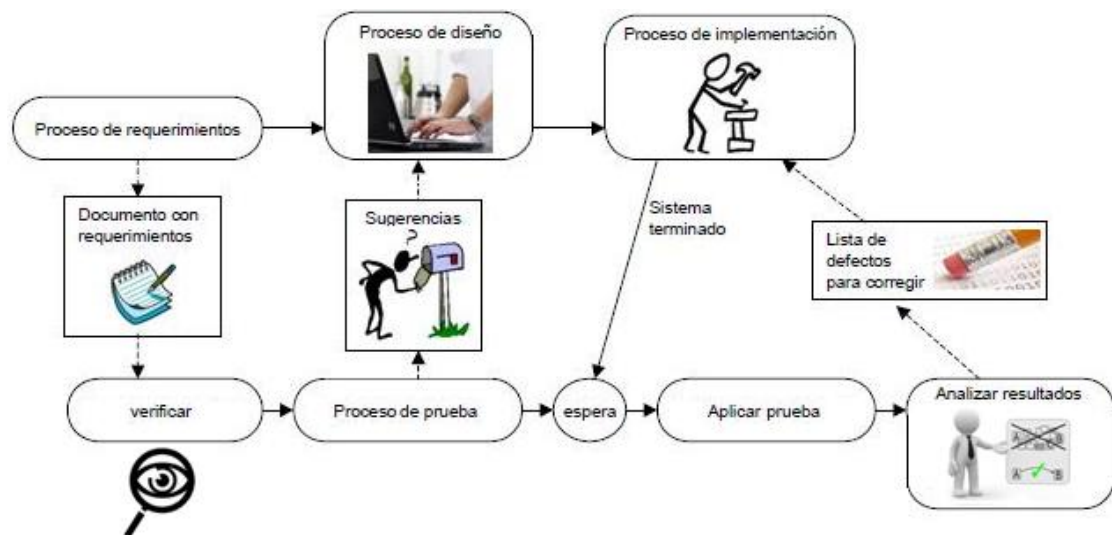 Proceso de diseño
Proceso de implementación
Proceso de requerimientos
Documento con
requerimientos
Sugerencias
?
Sistema
terminado
Lista de
defectos
para corregir
verificar
Proceso de prueba
espera
Aplicar prueba
Analizar resultados
A B
A B